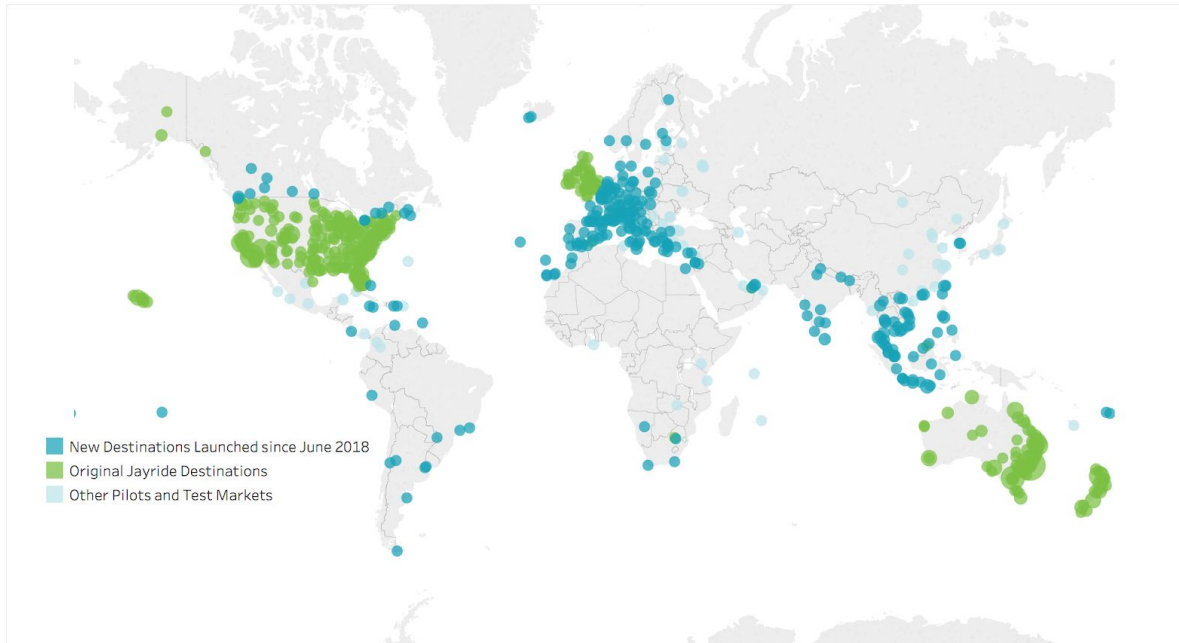 New Destinations Launched since June 2018
Original Jayride Destinations
Other Pilots and Test Markets